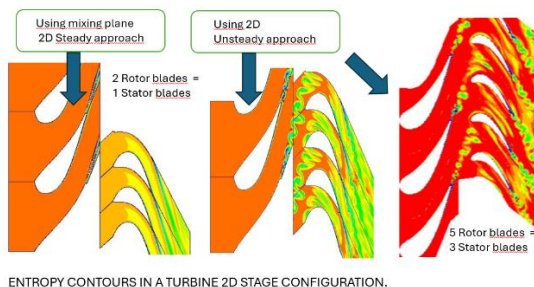 Using mixing plane
2D Steady approach
Using 2D
Unsteady approach
2 Rotor blades =
1 Stator blades
5 Rotor blades =
3 Stator blades
ENTROPY CONTOURS IN A TURBINE 2D STAGE CONFIGURATION.